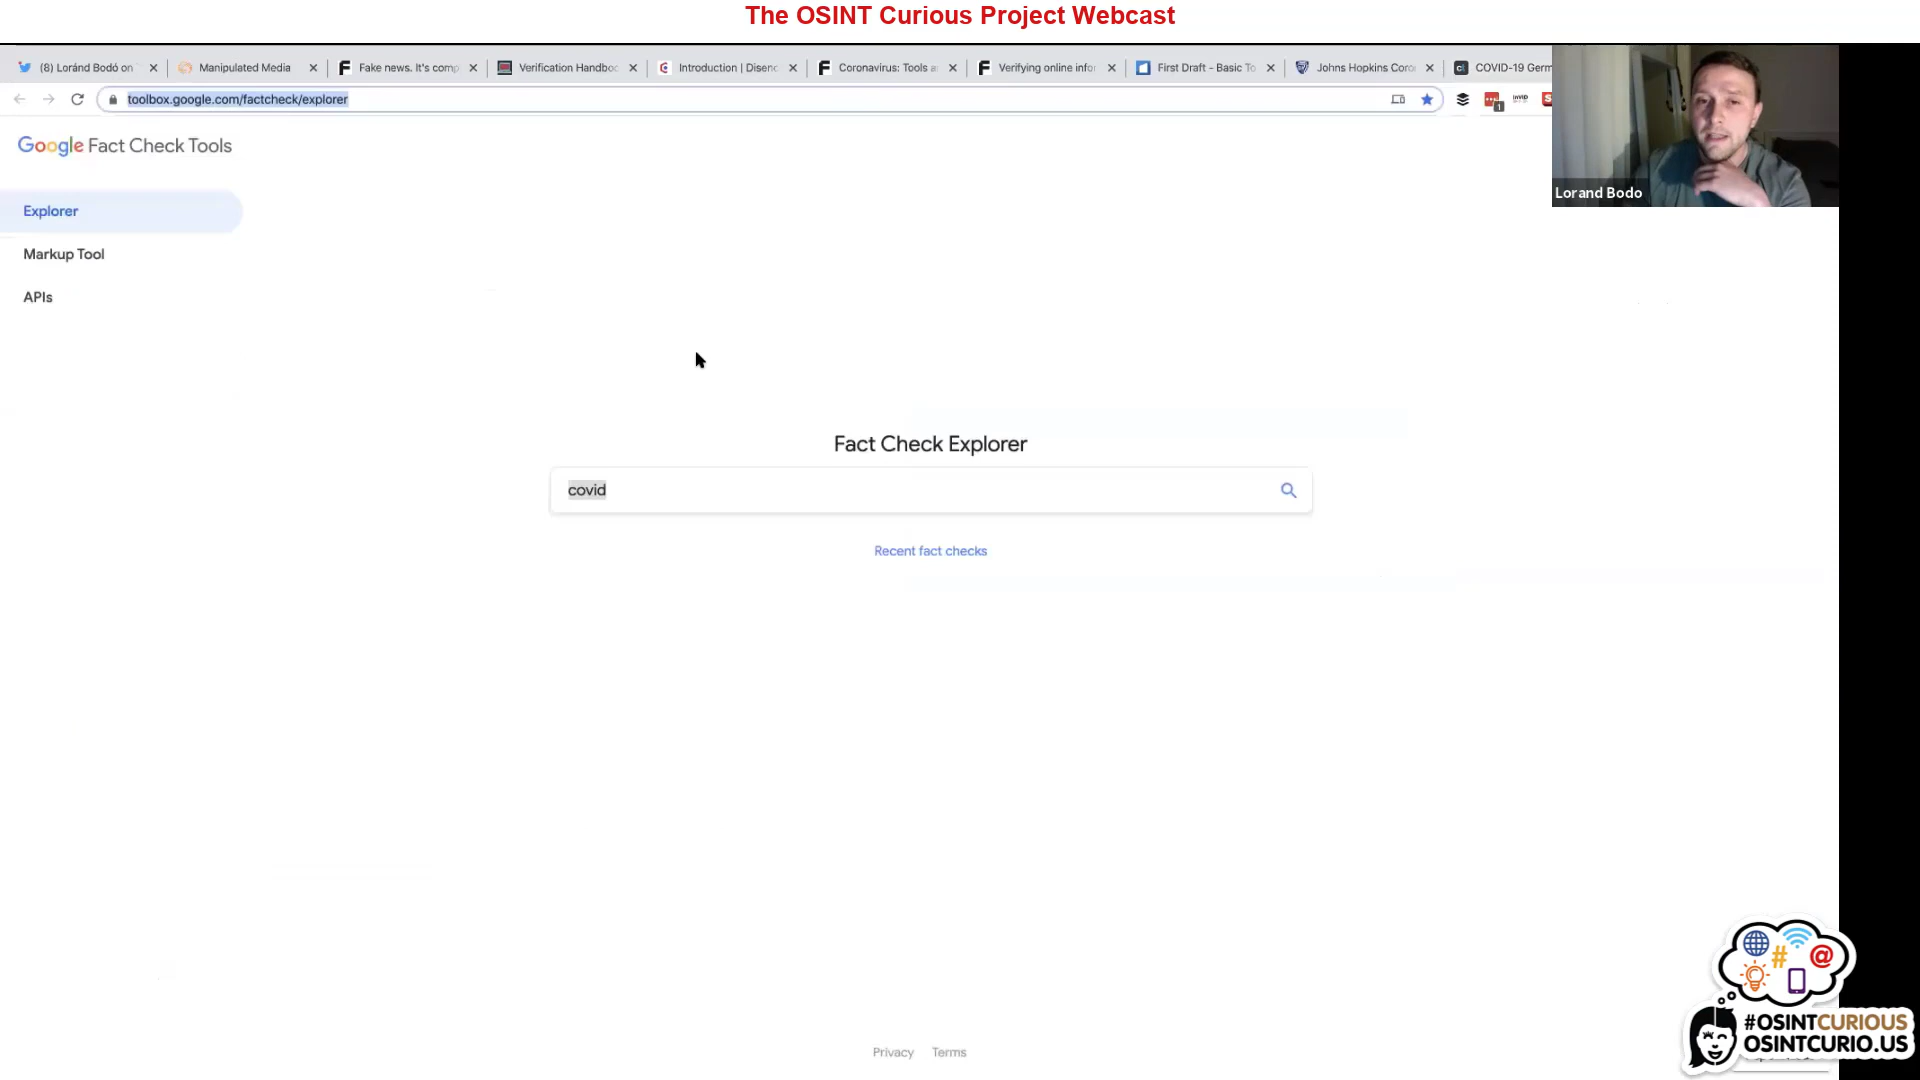 The OSINT Curious Project Webcast
(8) Loránd Bodó on
Manipulated Media
Fake news. It's comp
Verification Handboo
Introduction | Disen
Coronavirus: Tools a
Verifying online info
First Draft - Basic To
Johns Hopkins Coro
COVID-19 Germ
toolbox.google.com/factcheck/explorer
1
InVID
Google Fact Check Tools
Lorand Bodo
Explorer
Markup Tool
APIs
Fact Check Explorer
covid
Recent fact checks
Privacy Terms
#OSINTCURIOUS
OSINTCURIO.US